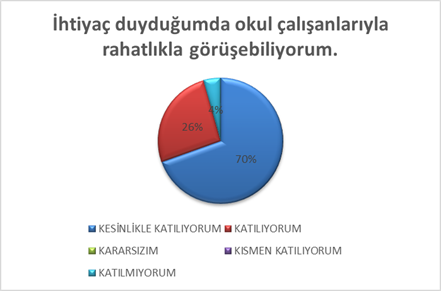 İhtiyaç duyduğumda okul çalışanlarıyla
rahatlıkla görüşebiliyorum.
4%
26%
70%
KESİNLİKLE KATILIYORUM KATILIYORUM
KARARSIZIM KISMEN KATILIYORUM
KATILMIYORUM